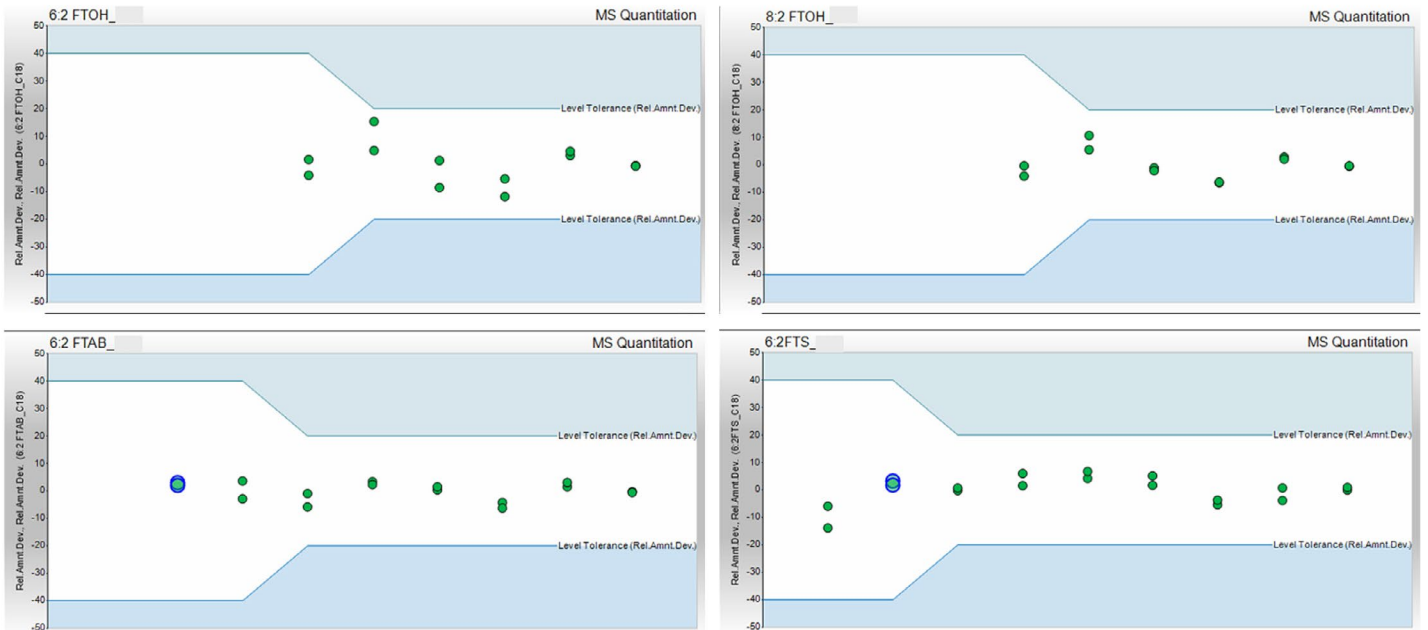 6:2 FTOH_
MS Quantitation
Rel.Amnt.Dev., Rel.Amnt.Dev. (6:2 FTOH_C18)
50
40
30
20
10
0
-10
-20
-30
-40
-50
Level Tolerance (Rel.Amnt.Dev.)
Level Tolerance (Rel.Amnt.Dev.)
8:2 FTOH_
MS Quantitation
Rel.Amnt.Dev., Rel.Amnt.Dev. (8:2 FTOH_C18)
50
40
30
20
10
0
-10
-20
-30
-40
-50
Level Tolerance (Rel.Amnt.Dev.)
Level Tolerance (Rel.Amnt.Dev.)
6:2 FTAB_
MS Quantitation
Rel.Amnt.Dev., Rel.Amnt.Dev. (6:2 FTAB_C18)
50
40
30
20
10
0
-10
-20
-30
-40
-50
Level Tolerance (Rel.Amnt.Dev.)
Level Tolerance (Rel.Amnt.Dev.)
6:2FTS_
MS Quantitation
Rel.Amnt.Dev., Rel.Amnt.Dev. (6:2FTS_C18)
50
40
30
20
10
0
-10
-20
-30
-40
-50
Level Tolerance (Rel.Amnt.Dev.)
Level Tolerance (Rel.Amnt.Dev.)